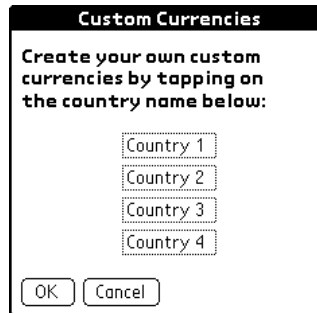 Custom Currencies
Create your own custom
currencies by tapping on
the country name below:
Country 1
Country 2
Country 3
Country 4
OK Cancel